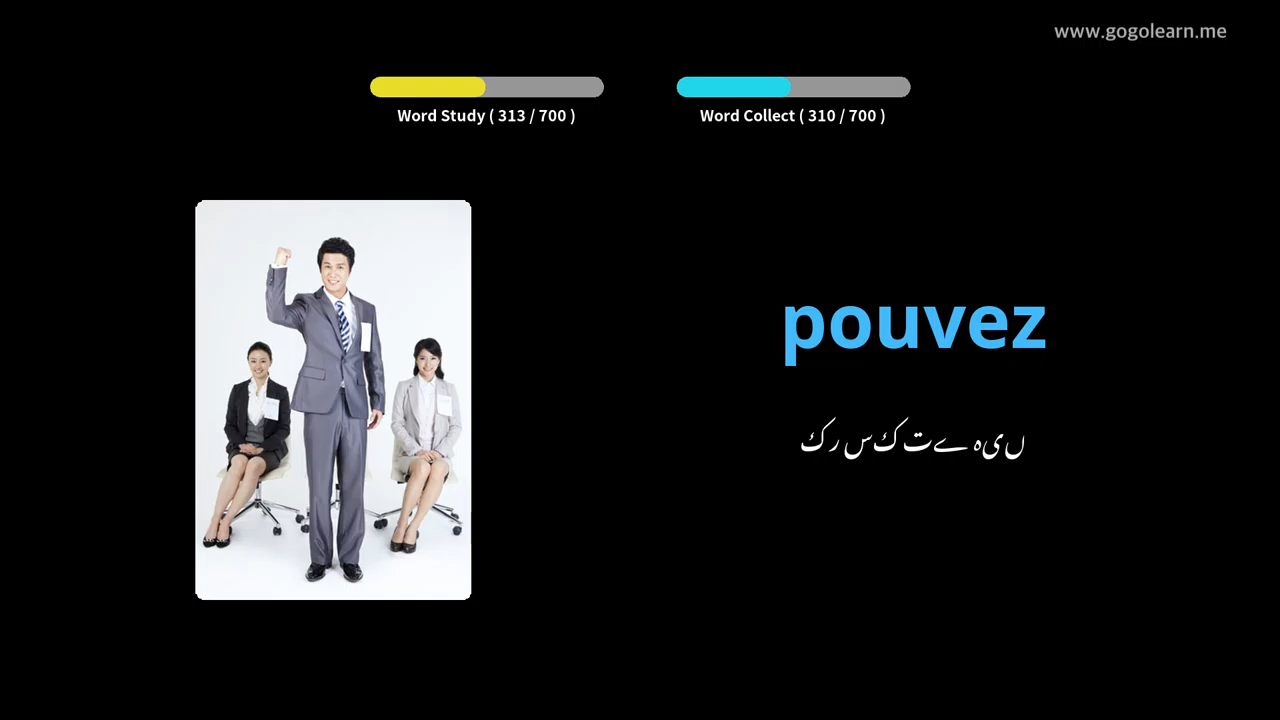 www.gogolearn.me
Word Study ( 313 / 700 )
Word Collect ( 310 / 700 )
pouvez
کر سکتے ہیں